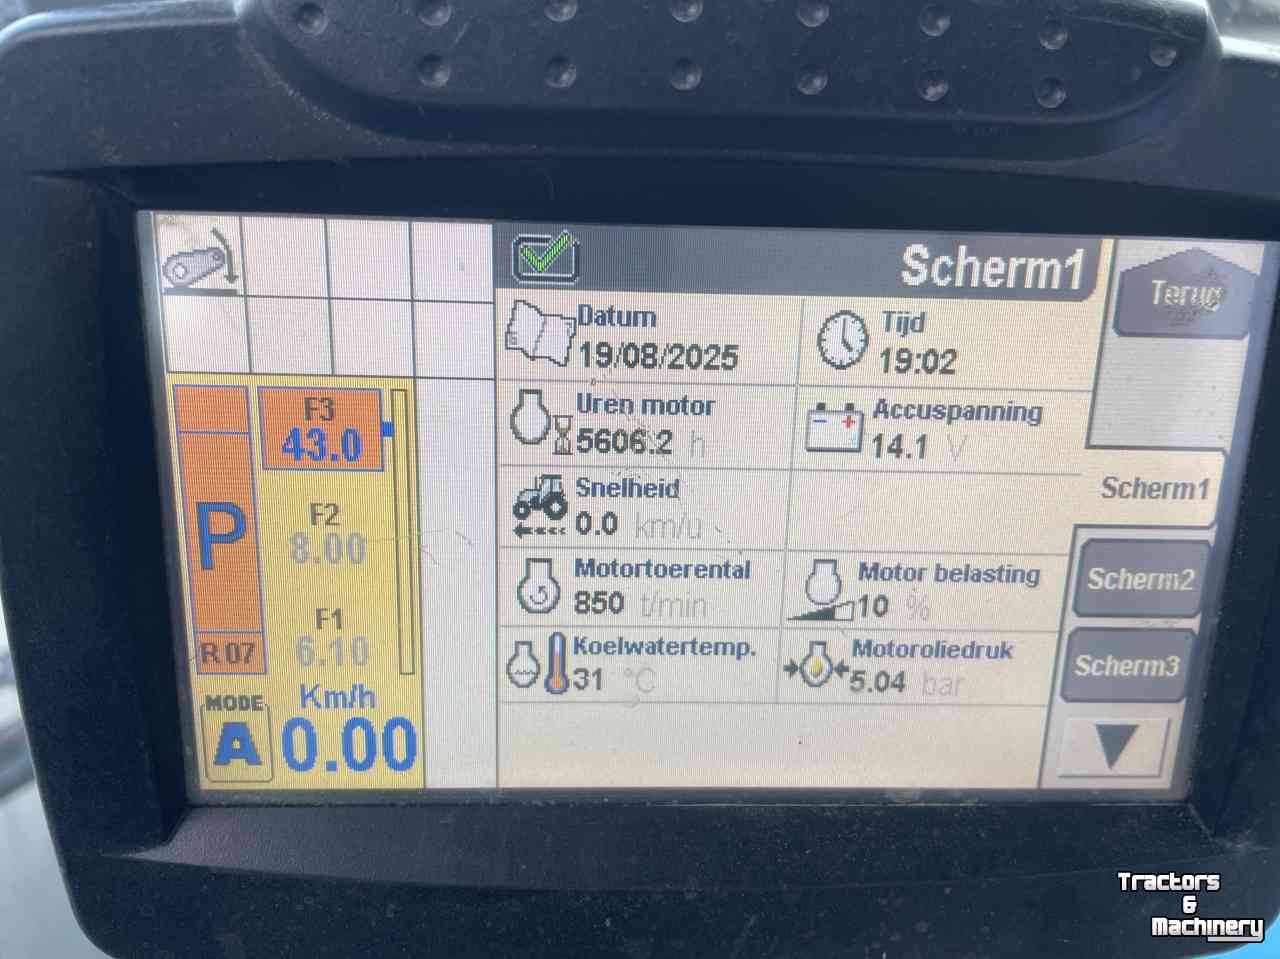 Scherm1
Terug
Datum
19/08/2025
Tijd
19:02
Uren motor
5606.2 h
Accuspanning
14.1 V
Snelheid
0.0 km/u
Motortoerental
850 t/min
Motor belasting
10 %
Koelwatertemp.
31 °C
Motoroliedruk
5.04 bar
Scherm1
Scherm2
Scherm3
F3
43.0
F2
8.00
F1
6.10
P
R 07
MODE
A
Km/h
0.00
Tractors
&
Machinery